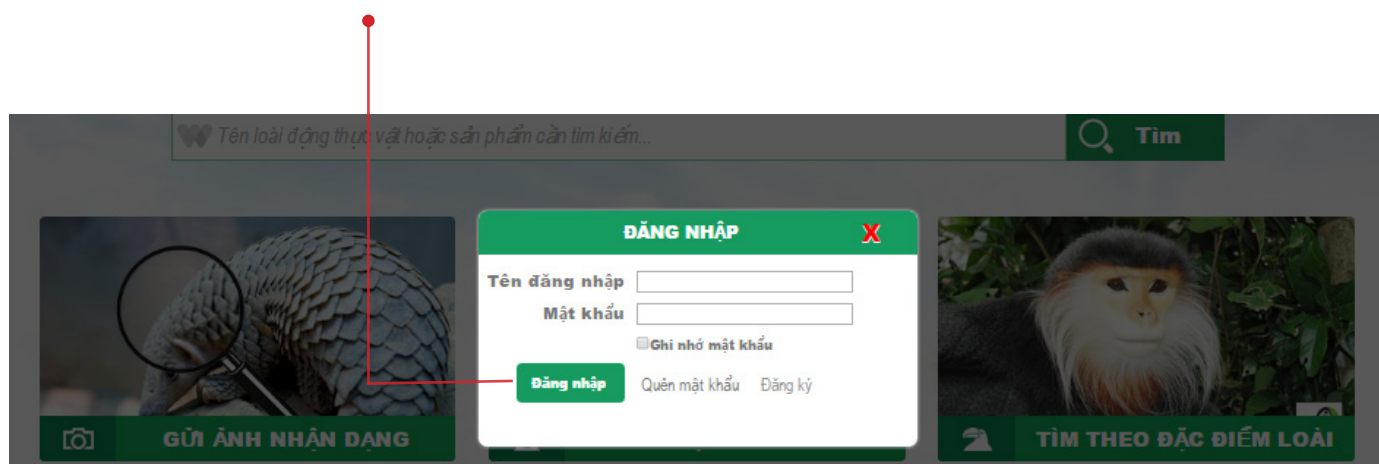 Tên loài động thực vật hoặc sản phẩm cần tìm kiếm...
Tìm
ĐĂNG NHẬP
X
Tên đăng nhập
Mật khẩu
Ghi nhớ mật khẩu
Đăng nhập Quên mật khẩu Đăng ký
GỬI ẢNH NHẬN DẠNG
TÌM THEO ĐẶC ĐIỂM LOÀI